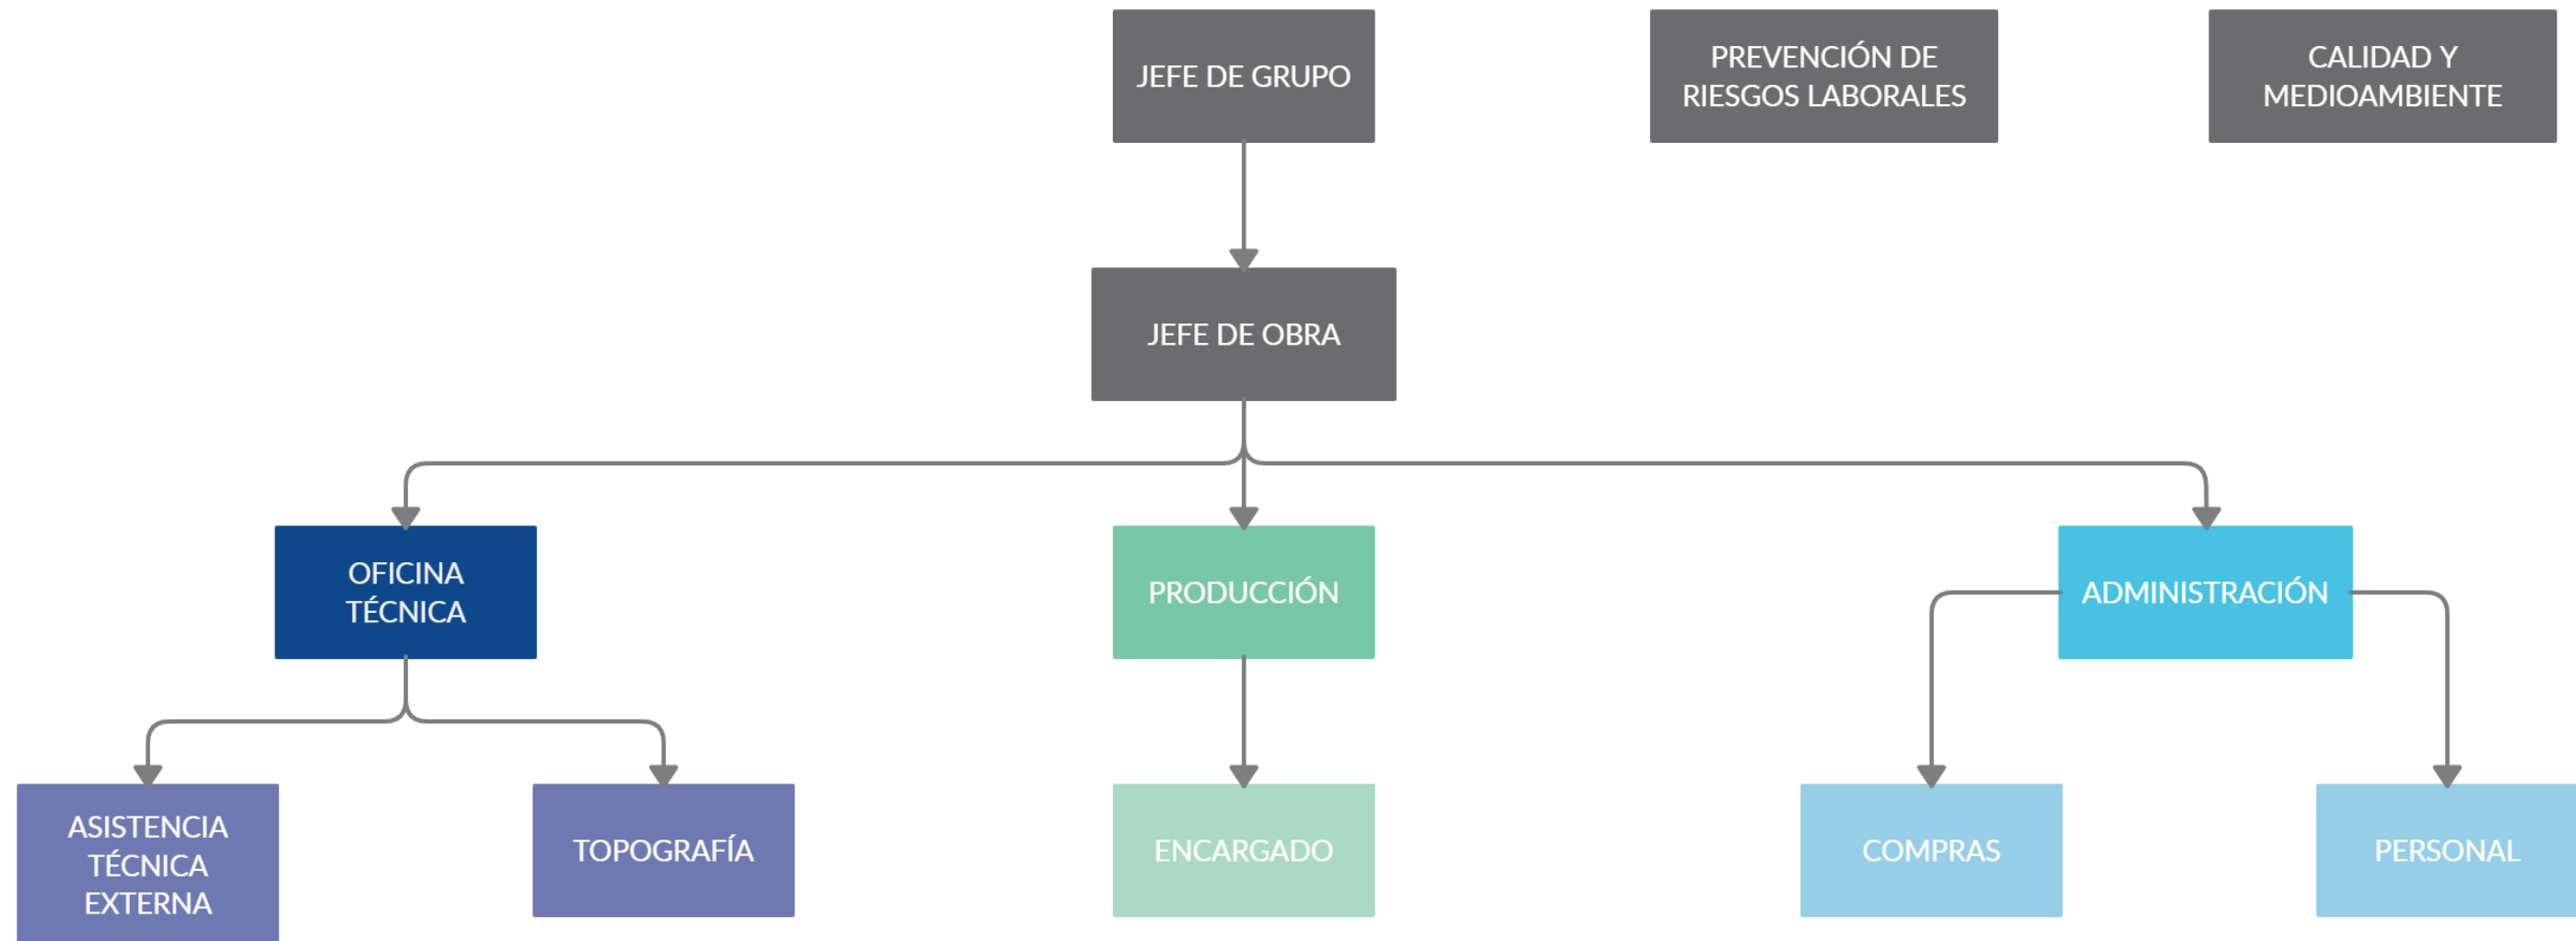 JEFE DE GRUPO
PREVENCIÓN DE
RIESGOS LABORALES
CALIDAD Y
MEDIOAMBIENTE
JEFE DE OBRA
OFICINA
TÉCNICA
PRODUCCIÓN
ADMINISTRACIÓN
ASISTENCIA
TÉCNICA
EXTERNA
TOPOGRAFÍA
ENCARGADO
COMPRAS
PERSONAL